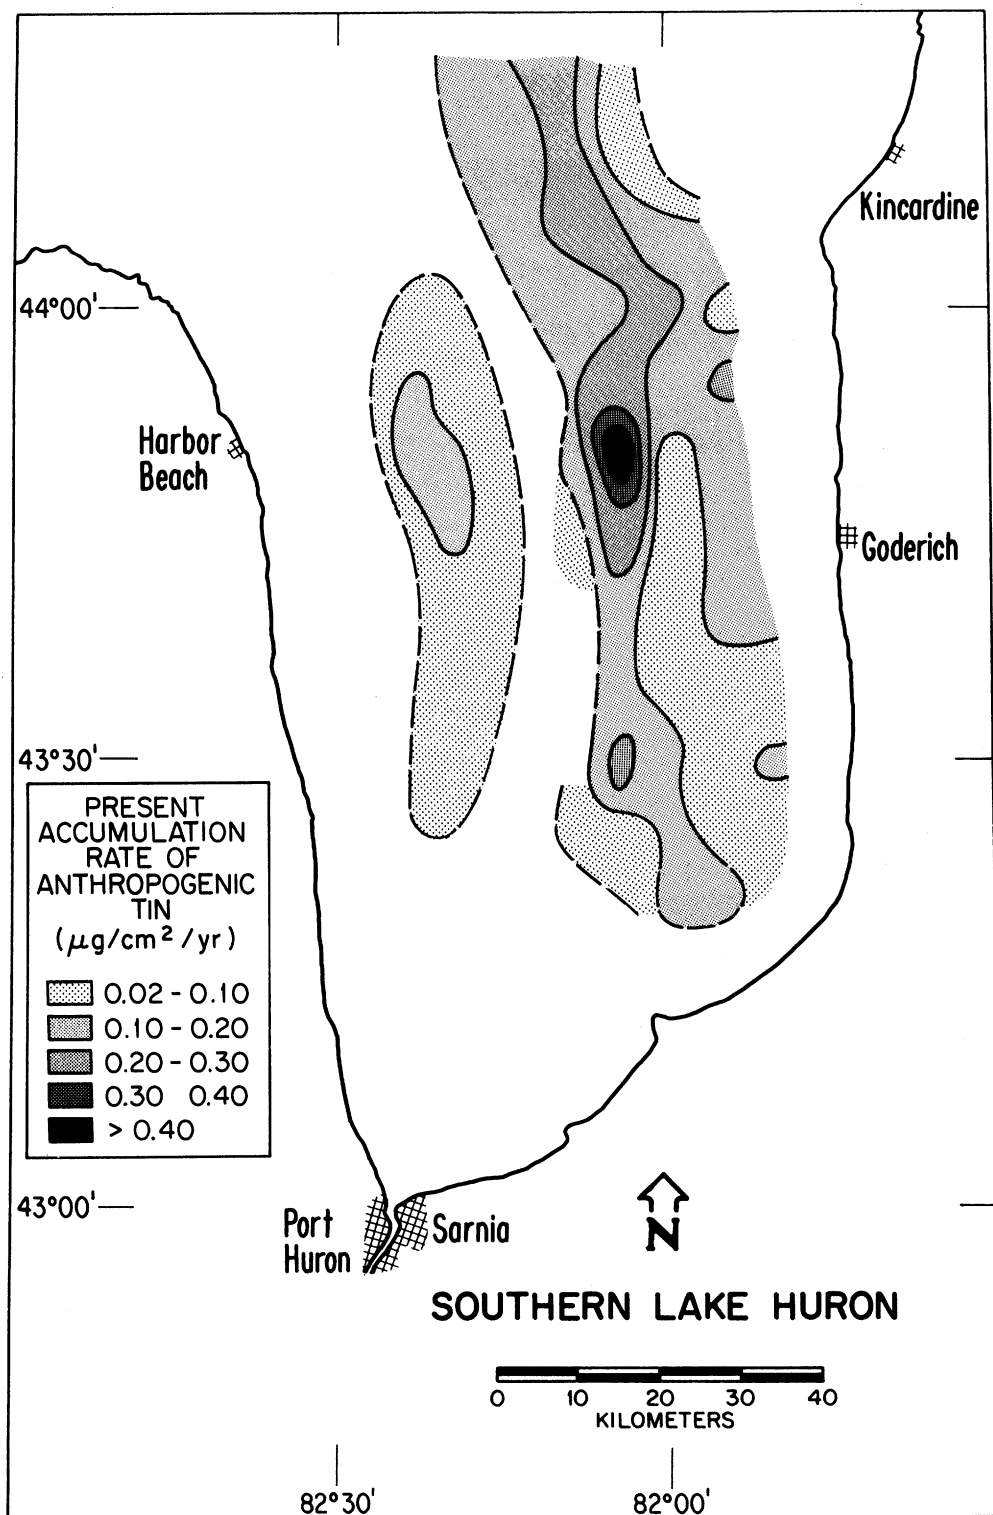 Kincardine
44°00'
Harbor
Beach
Goderich
43°30'
PRESENT
ACCUMULATION
RATE OF
ANTHROPOGENIC
TIN
(μg/cm²/yr)
0.02 - 0.10
0.10 - 0.20
0.20 - 0.30
0.30 0.40
> 0.40
43°00'
Port
Huron
Sarnia
N
SOUTHERN LAKE HURON
0 10 20 30 40
KILOMETERS
82°30' 82°00'